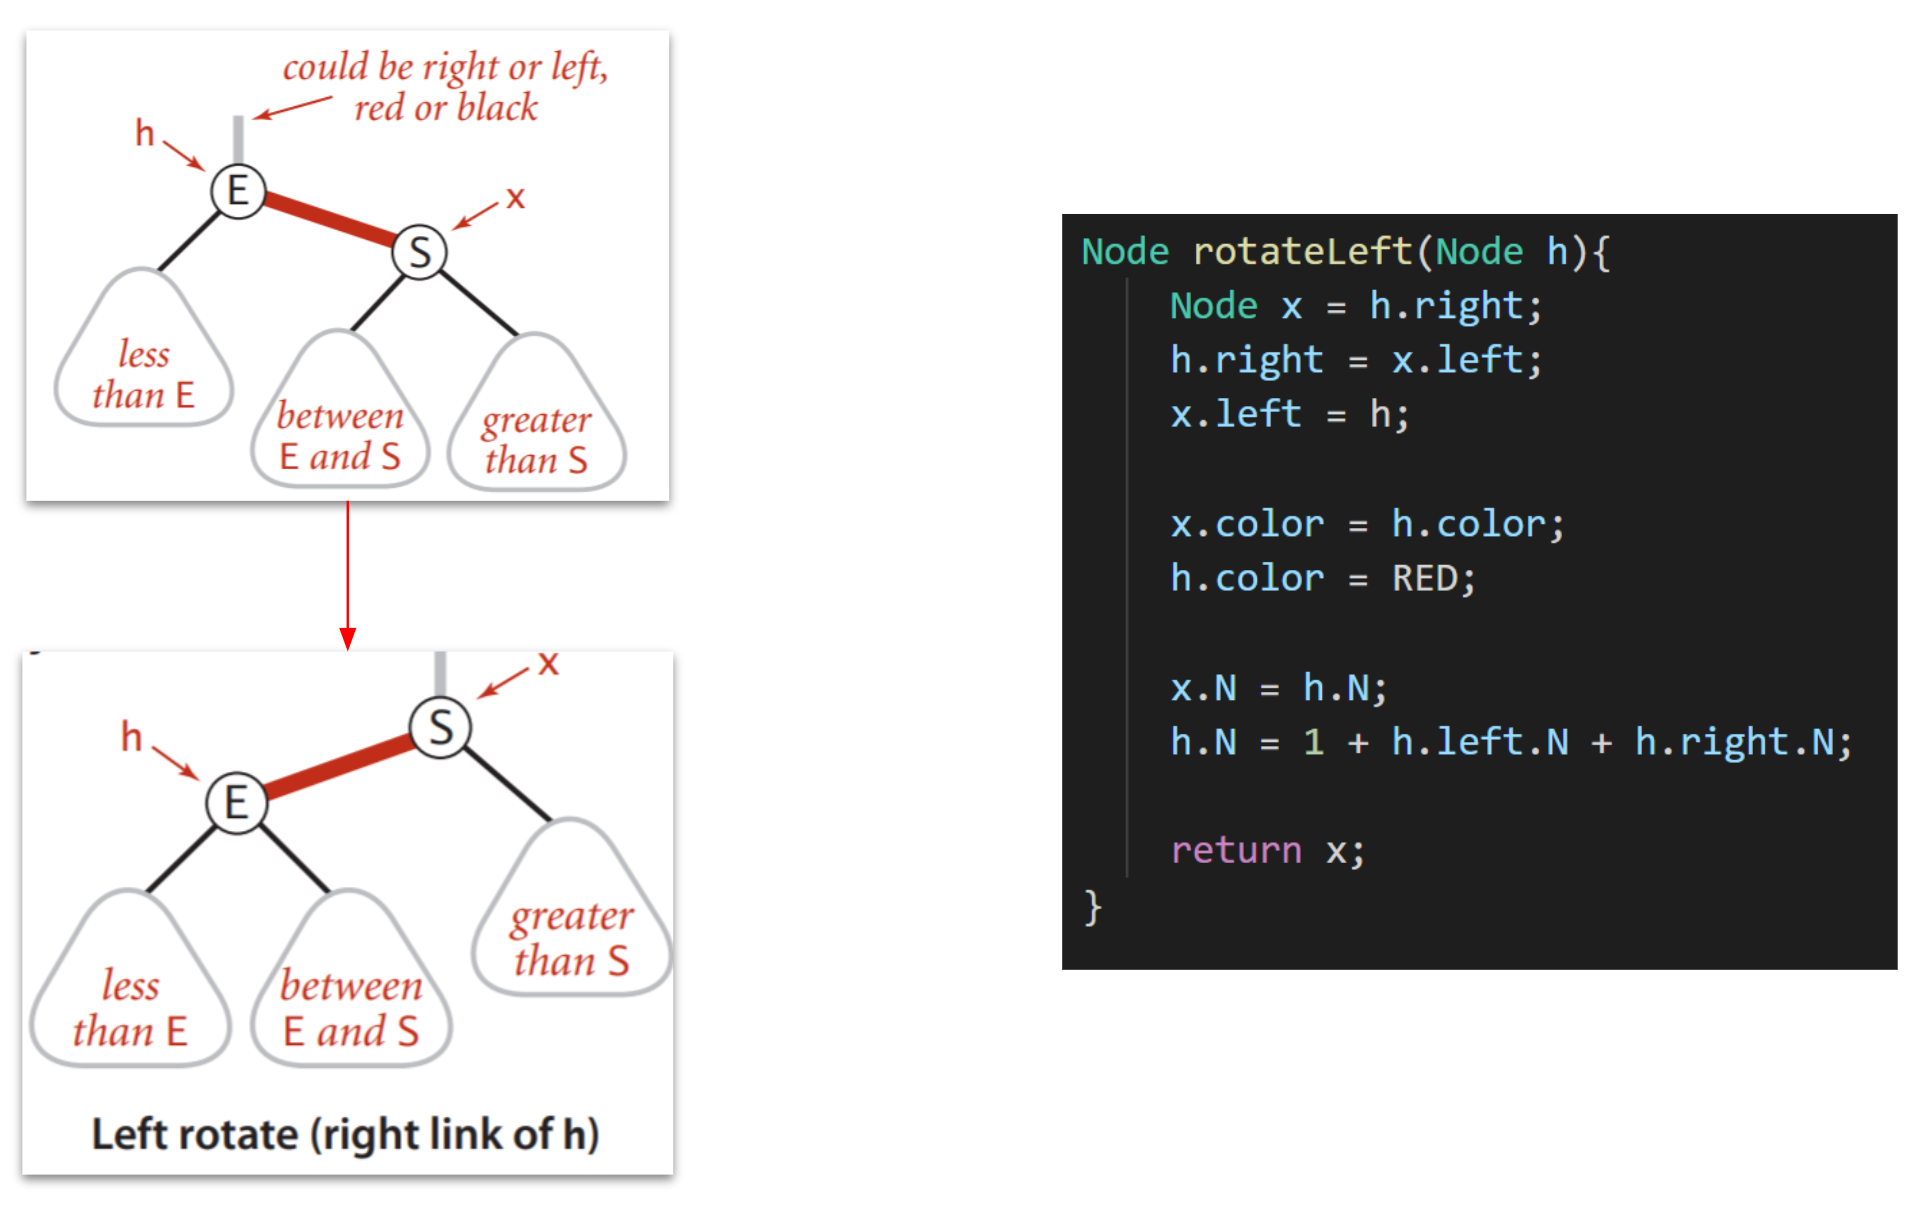 could be right or left,
red or black
h
E
x
S
less
than E
between
E and S
greater
than S
x
S
h
E
greater
than S
less
than E
between
E and S
Left rotate (right link of h)
Node rotateLeft(Node h){
Node x = h.right;
h.right = x.left;
x.left = h;
x.color = h.color;
h.color = RED;
x.N = h.N;
h.N = 1 + h.left.N + h.right.N;
return x;
}